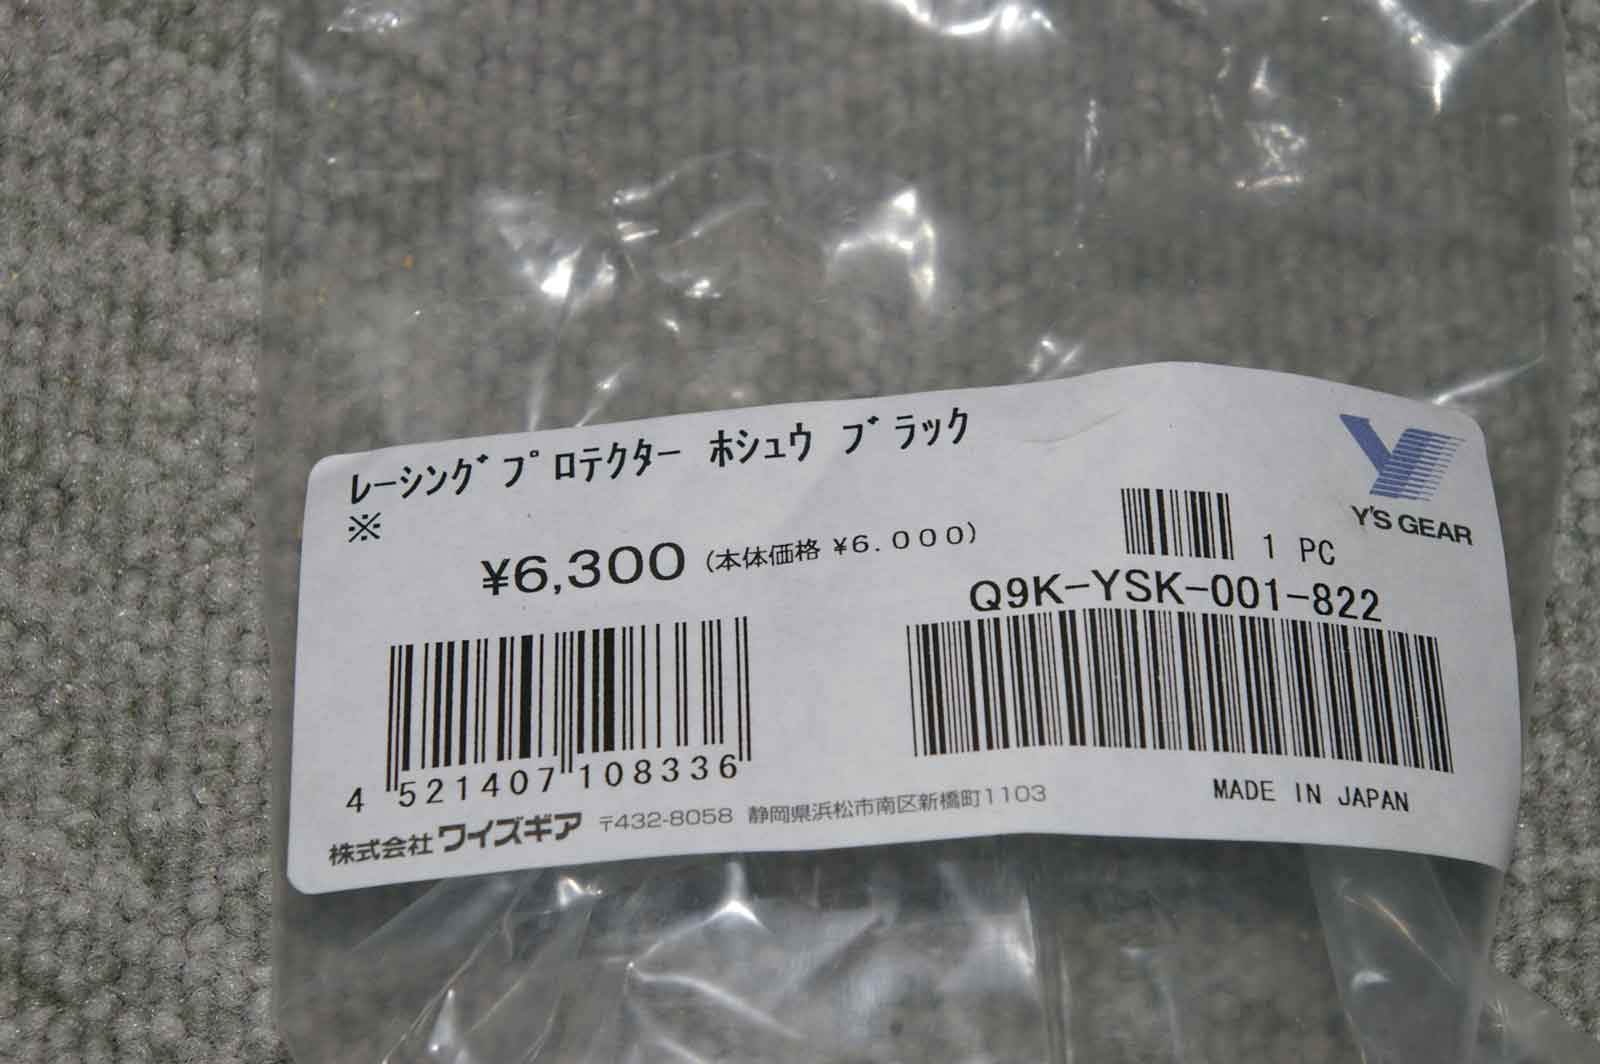 ﾚｰｼﾝｸﾞﾌﾟﾛﾃｸﾀｰ ﾎｼｭｳ ﾌﾞﾗｯｸ
※
¥6,300 (本体価格 ¥6.000)
Y'S GEAR
1 PC
Q9K-YSK-001-822
4 521407 108336
MADE IN JAPAN
株式会社ワイズギア 〒432-8058 静岡県浜松市南区新橋町1103